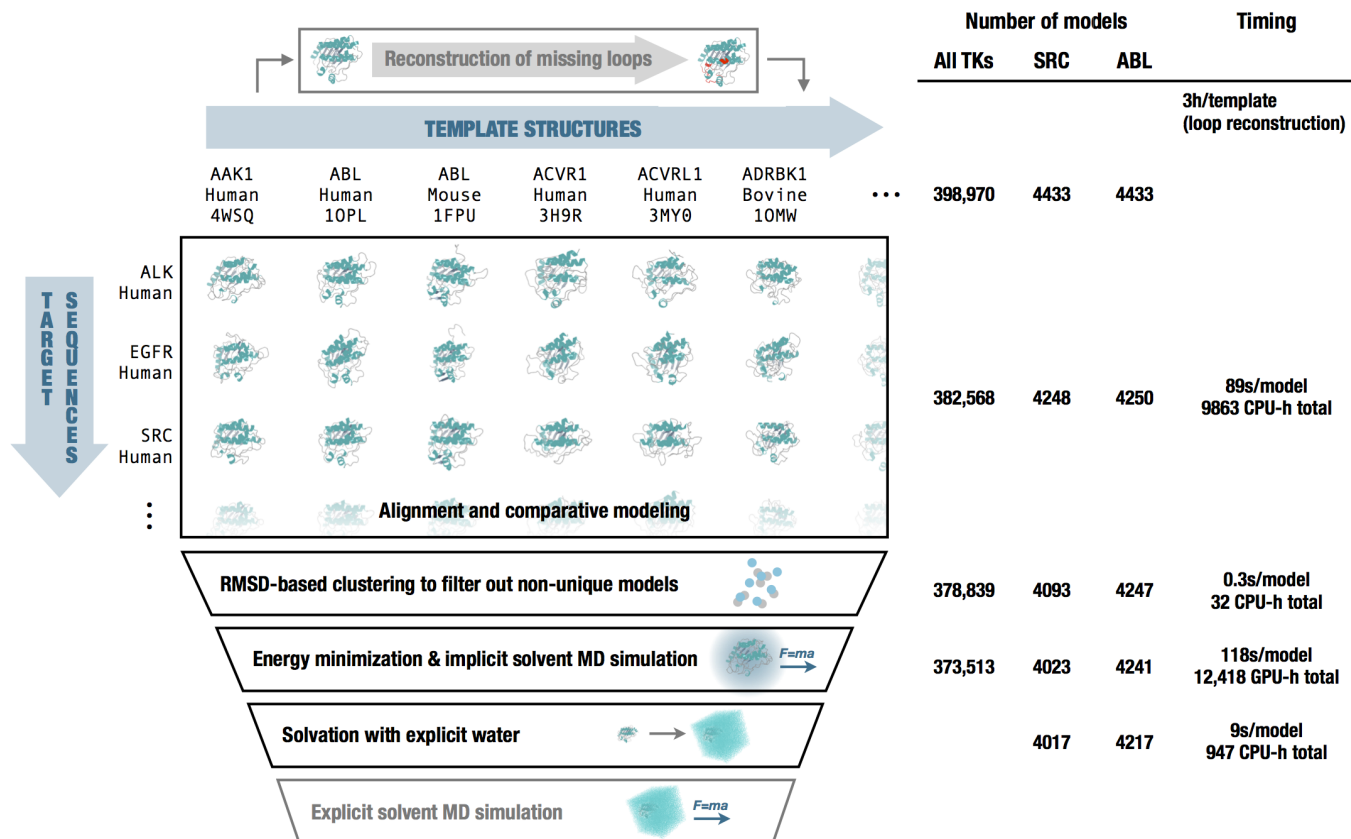 Number of models
Timing
All TKs
SRC
ABL
Reconstruction of missing loops
3h/template
(loop reconstruction)
TEMPLATE STRUCTURES
AAK1
Human
4WSQ
ABL
Human
1OPL
ABL
Mouse
1FPU
ACVR1
Human
3H9R
ACVRL1
Human
3MY0
ADRBK1
Bovine
1OMW
...
398,970
4433
4433
TARGET
SEQUENCES
ALK
Human
EGFR
Human
SRC
Human
...
Alignment and comparative modeling
382,568
4248
4250
89s/model
9863 CPU-h total
RMSD-based clustering to filter out non-unique models
378,839
4093
4247
0.3s/model
32 CPU-h total
Energy minimization & implicit solvent MD simulation
F=ma
373,513
4023
4241
118s/model
12,418 GPU-h total
Solvation with explicit water
4017
4217
9s/model
947 CPU-h total
Explicit solvent MD simulation
F=ma